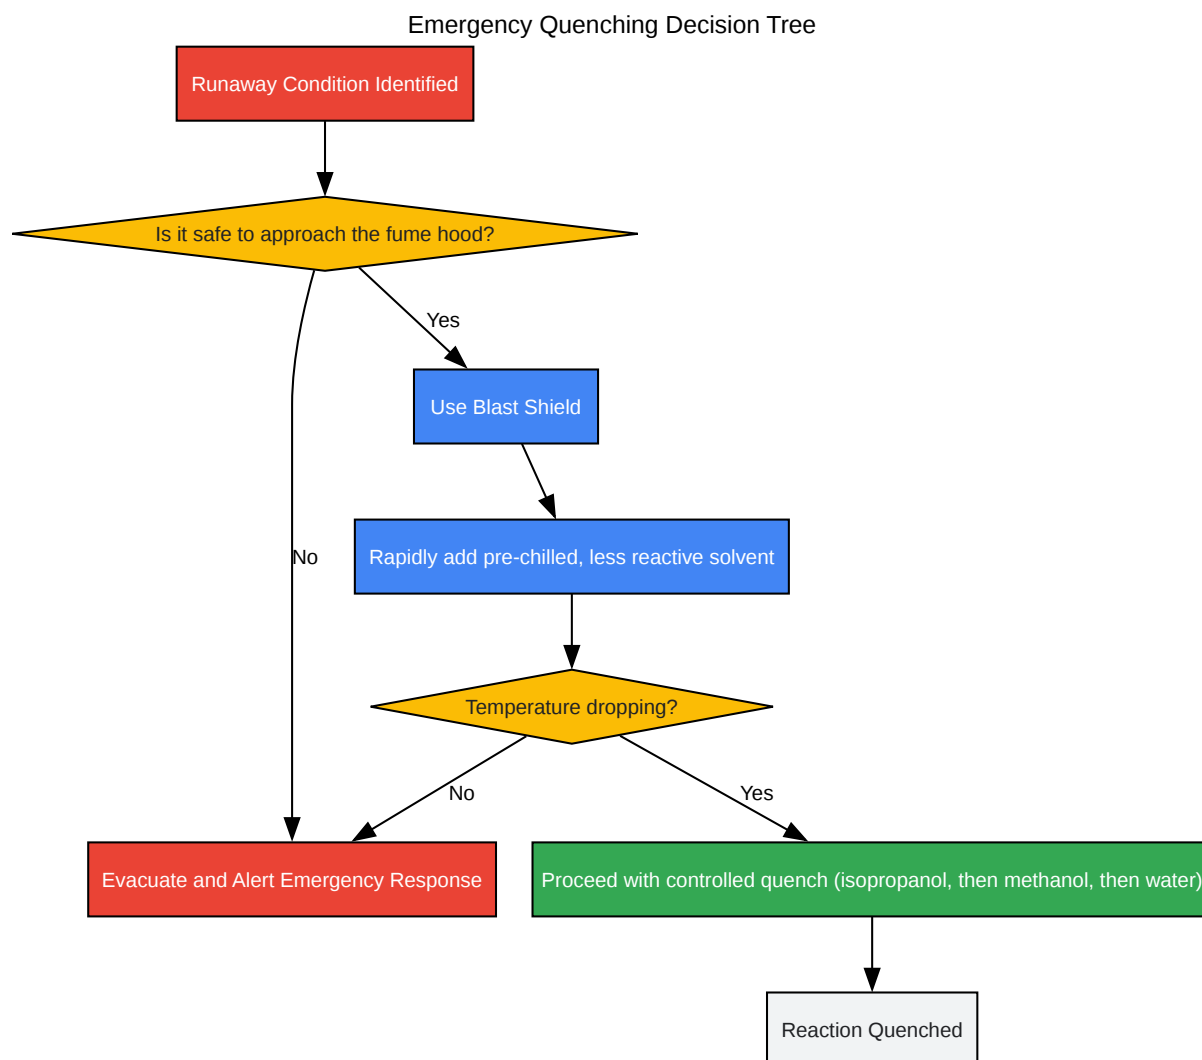 Emergency Quenching Decision Tree
Runaway Condition Identified
Is it safe to approach the fume hood?
Yes
Use Blast Shield
No
Rapidly add pre-chilled, less reactive solvent
Temperature dropping?
No
Yes
Evacuate and Alert Emergency Response
Proceed with controlled quench (isopropanol, then methanol, then water)
Reaction Quenched